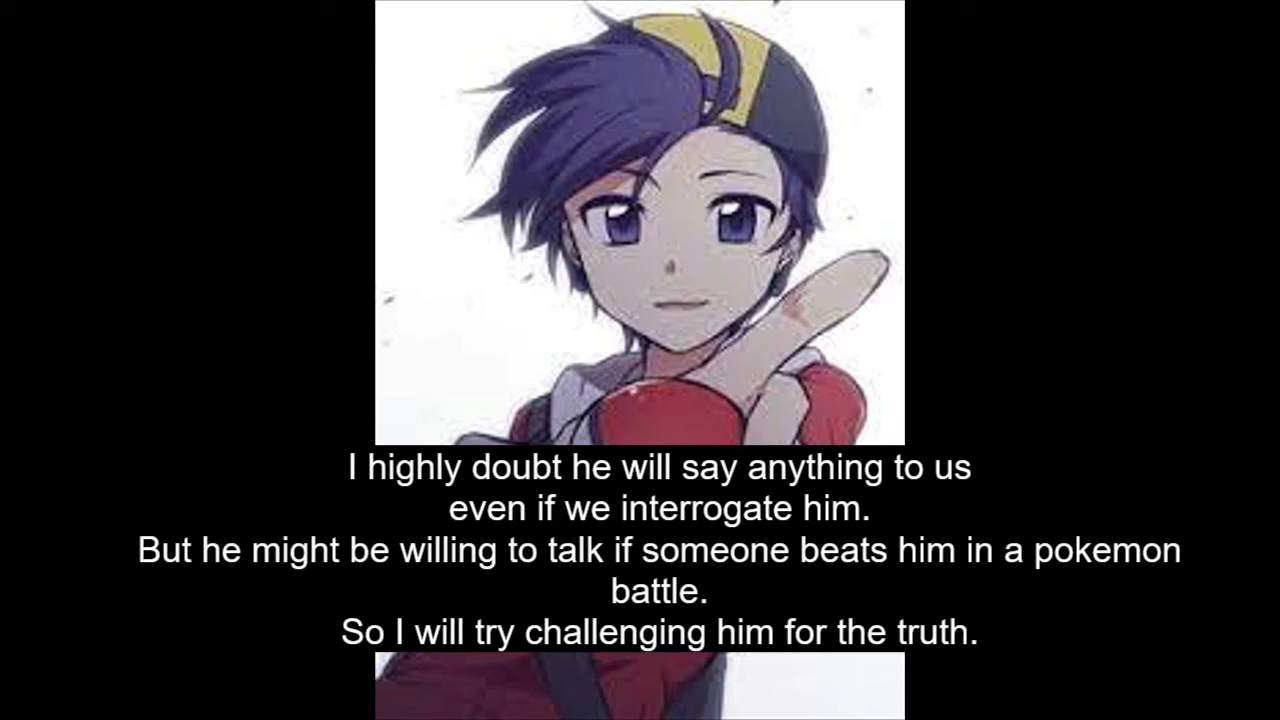 I highly doubt he will say anything to us
even if we interrogate him.
But he might be willing to talk if someone beats him in a pokemon
battle.
So I will try challenging him for the truth.